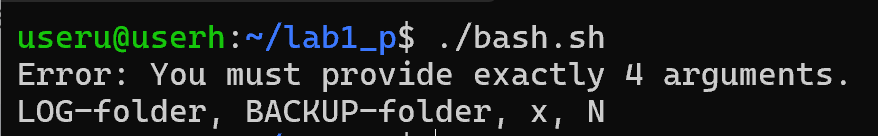 useru@userh:~/lab1_p$ ./bash.sh
Error: You must provide exactly 4 arguments.
LOG-folder, BACKUP-folder, x, N